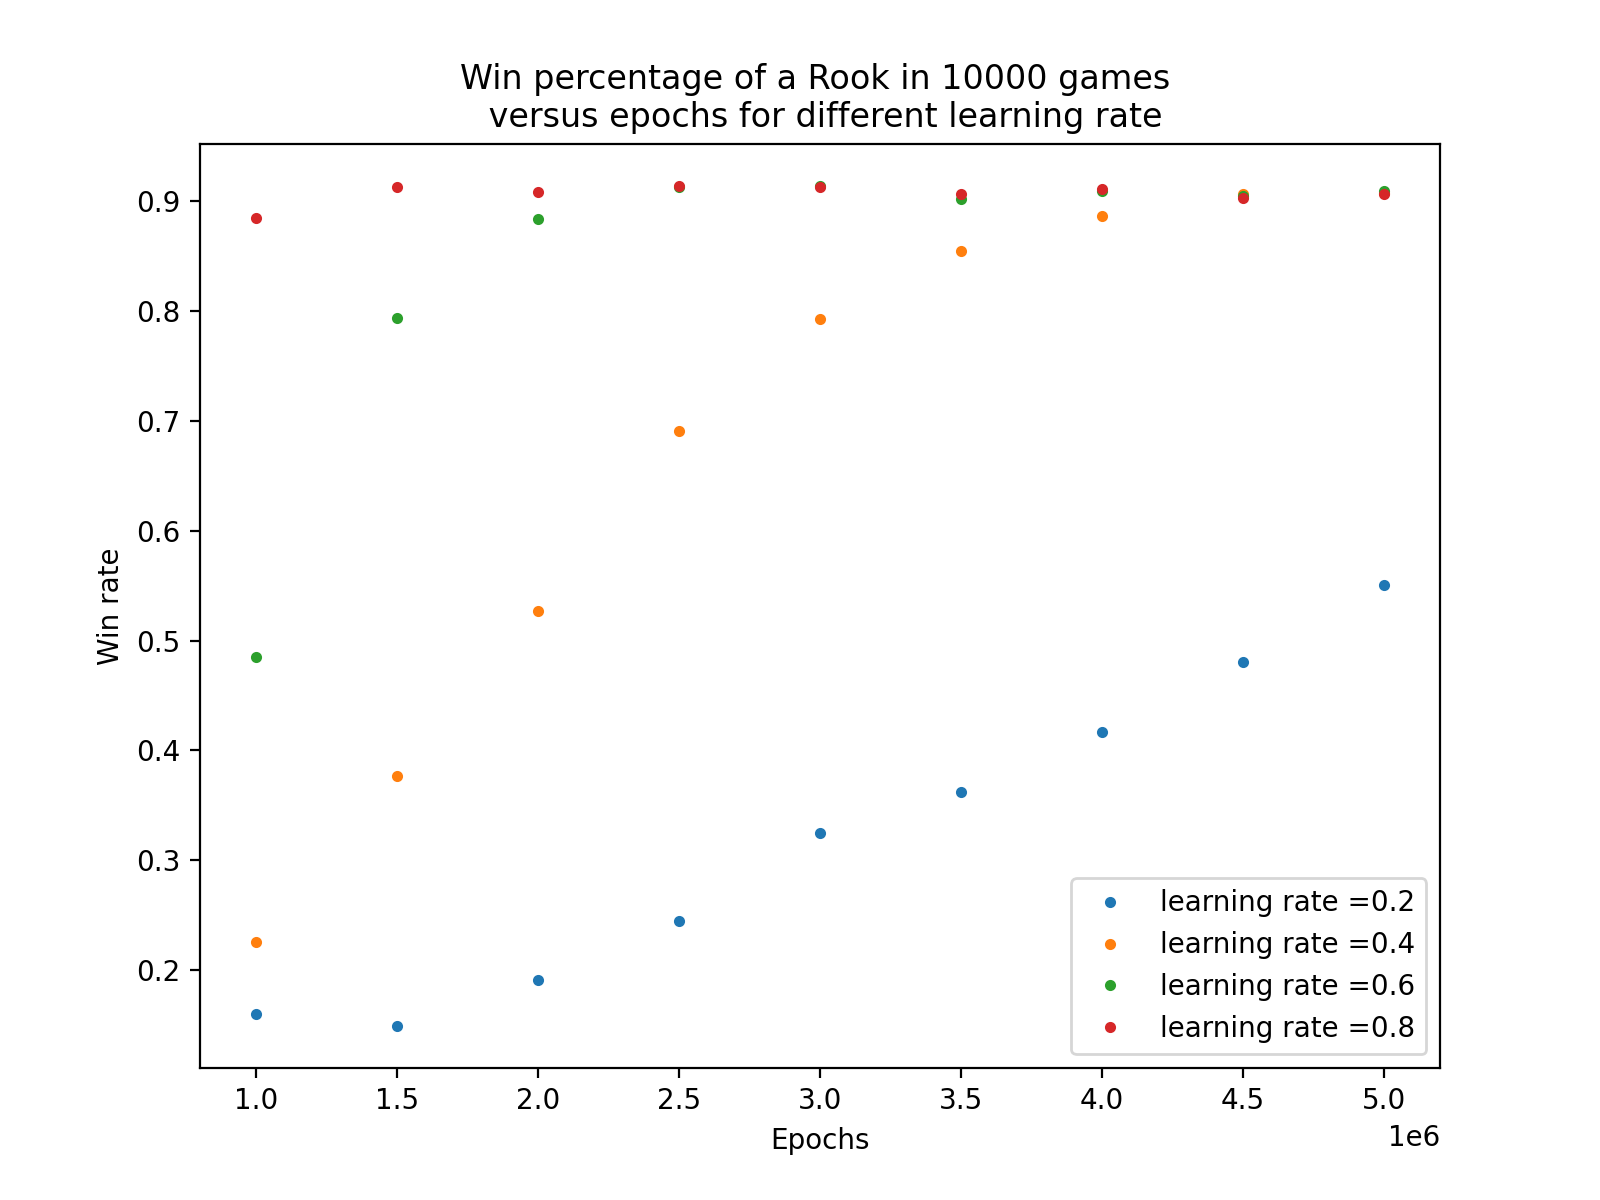 Win percentage of a Rook in 10000 games
versus epochs for different learning rate
Win rate
0.9
0.8
0.7
0.6
0.5
0.4
0.3
0.2
learning rate =0.2
learning rate =0.4
learning rate =0.6
learning rate =0.8
1.0 1.5 2.0 2.5 3.0 3.5 4.0 4.5 5.0
1e6
Epochs